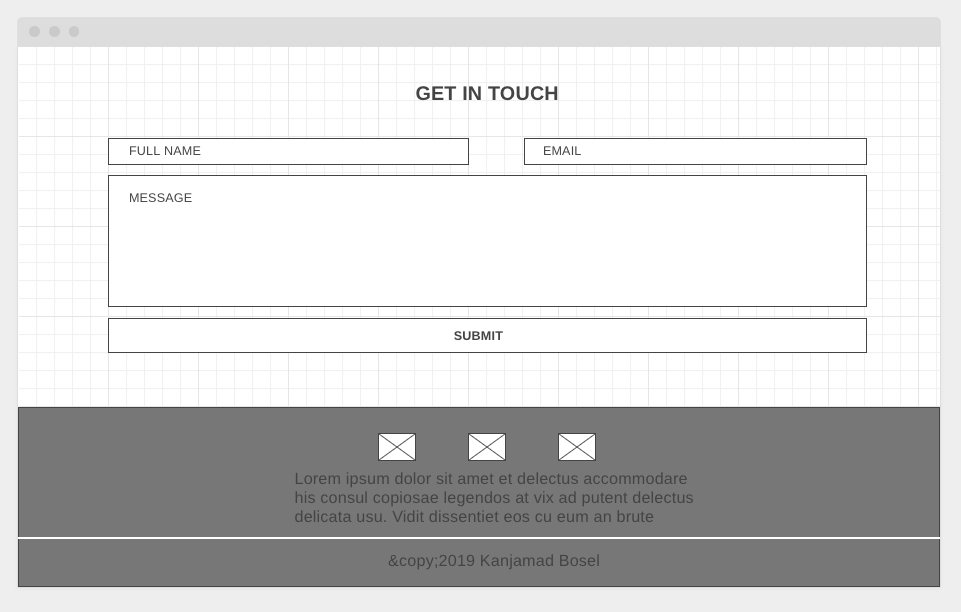 GET IN TOUCH
FULL NAME
EMAIL
MESSAGE
SUBMIT
Lorem ipsum dolor sit amet et delectus accommodare
his consul copiosae legendos at vix ad putent delectus
delicata usu. Vidit dissentiet eos cu eum an brute
&copy;2019 Kanjamad Bosel